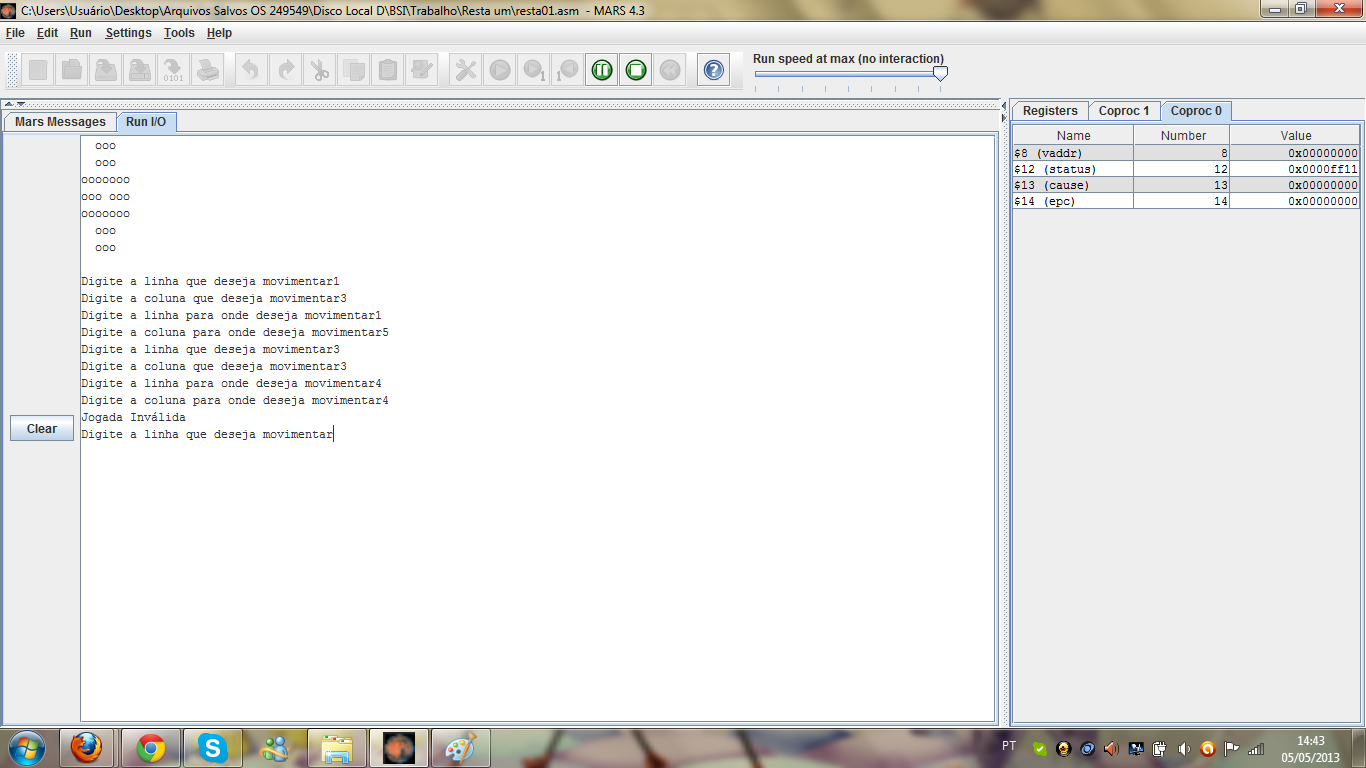 C:\Users\Usuário\Desktop\Arquivos Salvos OS 249549\Disco Local D\BSI\Trabalho\Resta um\resta01.asm - MARS 4.3
File Edit Run Settings Tools Help
Run speed at max (no interaction)
Mars Messages Run I/O
Registers Coproc 1 Coproc 0
Name Number Value
$8 (vaddr) 8 0x00000000
$12 (status) 12 0x0000ff11
$13 (cause) 13 0x00000000
$14 (epc) 14 0x00000000
  ooo
  ooo
ooooooo
ooo ooo
ooooooo
  ooo
  ooo
Digite a linha que deseja movimentar1
Digite a coluna que deseja movimentar3
Digite a linha para onde deseja movimentar1
Digite a coluna para onde deseja movimentar5
Digite a linha que deseja movimentar3
Digite a coluna que deseja movimentar3
Digite a linha para onde deseja movimentar4
Digite a coluna para onde deseja movimentar4
Jogada Inválida
Digite a linha que deseja movimentar
Clear
PT
14:43
05/05/2013